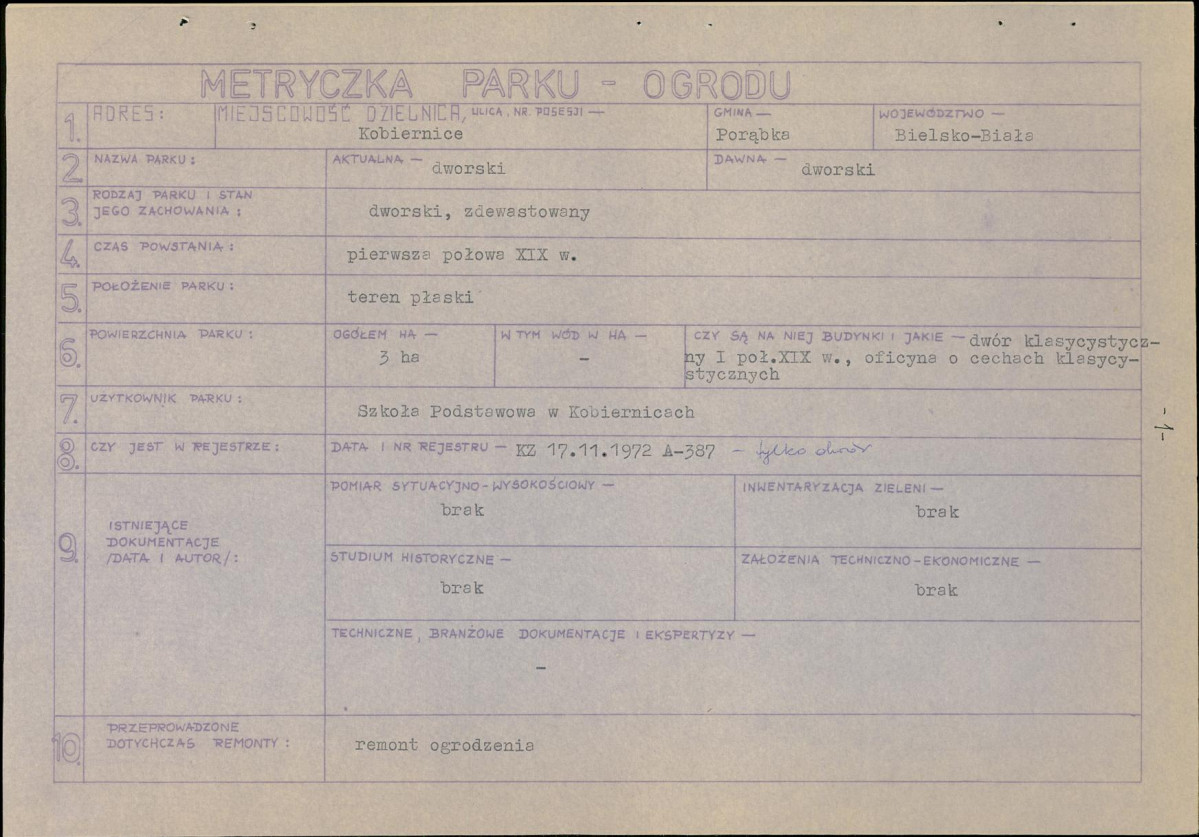 METRYCZKA PARKU - OGRODU
1. ADRES: MIEJSCOWOŚĆ DZIELNICA, ULICA, NR. POSESJI — Kobiernice GMINA — Porąbka WOJEWÓDZTWO — Bielsko-Biała
2. NAZWA PARKU: AKTUALNA — dworski DAWNA — dworski
3. RODZAJ PARKU I STAN
JEGO ZACHOWANIA: dworski, zdewastowany
4. CZAS POWSTANIA: pierwsza połowa XIX w.
5. POŁOŻENIE PARKU: teren płaski
6. POWIERZCHNIA PARKU: OGÓŁEM HA — 3 ha W TYM WÓD W HA — – CZY SĄ NA NIEJ BUDYNKI I JAKIE — dwór klasycystycz-
ny I poł.XIX w., oficyna o cechach klasycy-
stycznych
7. UŻYTKOWNIK PARKU: Szkoła Podstawowa w Kobiernicach
8. CZY JEST W REJESTRZE: DATA I NR REJESTRU — KZ 17.11.1972 A-387 – tylko dwór
9. ISTNIEJĄCE
DOKUMENTACJE
/DATA I AUTOR/:
POMIAR SYTUACYJNO-WYSOKOŚCIOWY —
brak
INWENTARYZACJA ZIELENI —
brak
STUDIUM HISTORYCZNE —
brak
ZAŁOŻENIA TECHNICZNO-EKONOMICZNE —
brak
TECHNICZNE, BRANŻOWE DOKUMENTACJE I EKSPERTYZY —
–
10. PRZEPROWADZONE
DOTYCHCZAS REMONTY: remont ogrodzenia
-1-